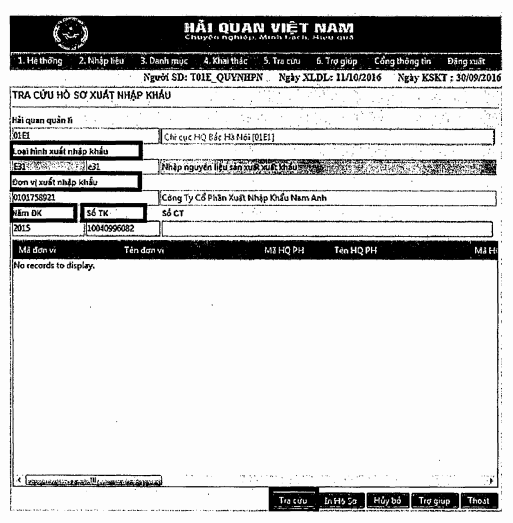 HẢI QUAN VIỆT NAM
Chuyên nghiệp, Minh bạch, Hiệu quả
1. Hệ thống 2. Nhập liệu 3. Danh mục 4. Khai thác 5. Tra cứu 6. Trợ giúp Cổng thông tin Đăng xuất
Người SD: T01E_QUYNHPN Ngày XLDL: 11/10/2016 Ngày KSKT : 30/09/2016
TRA CỨU HỒ SƠ XUẤT NHẬP KHẨU
Hải quan quản lí
01E1 Chi cục HQ Bắc Hà Nội [01E1]
Loại hình xuất nhập khẩu
E31 e31 Nhập nguyên liệu sản xuất xuất khẩu
Đơn vị xuất nhập khẩu
0101758921 Công Ty Cổ Phần Xuất Nhập Khẩu Nam Anh
Năm ĐK Số TK Số CT
2015 10040996082
Mã đơn vi Tên đơn vị Mã HQ PH Tên HQ PH Mã H
No records to display.
Tra cứu In Hồ Sơ Hủy bỏ Trợ giup Thoát